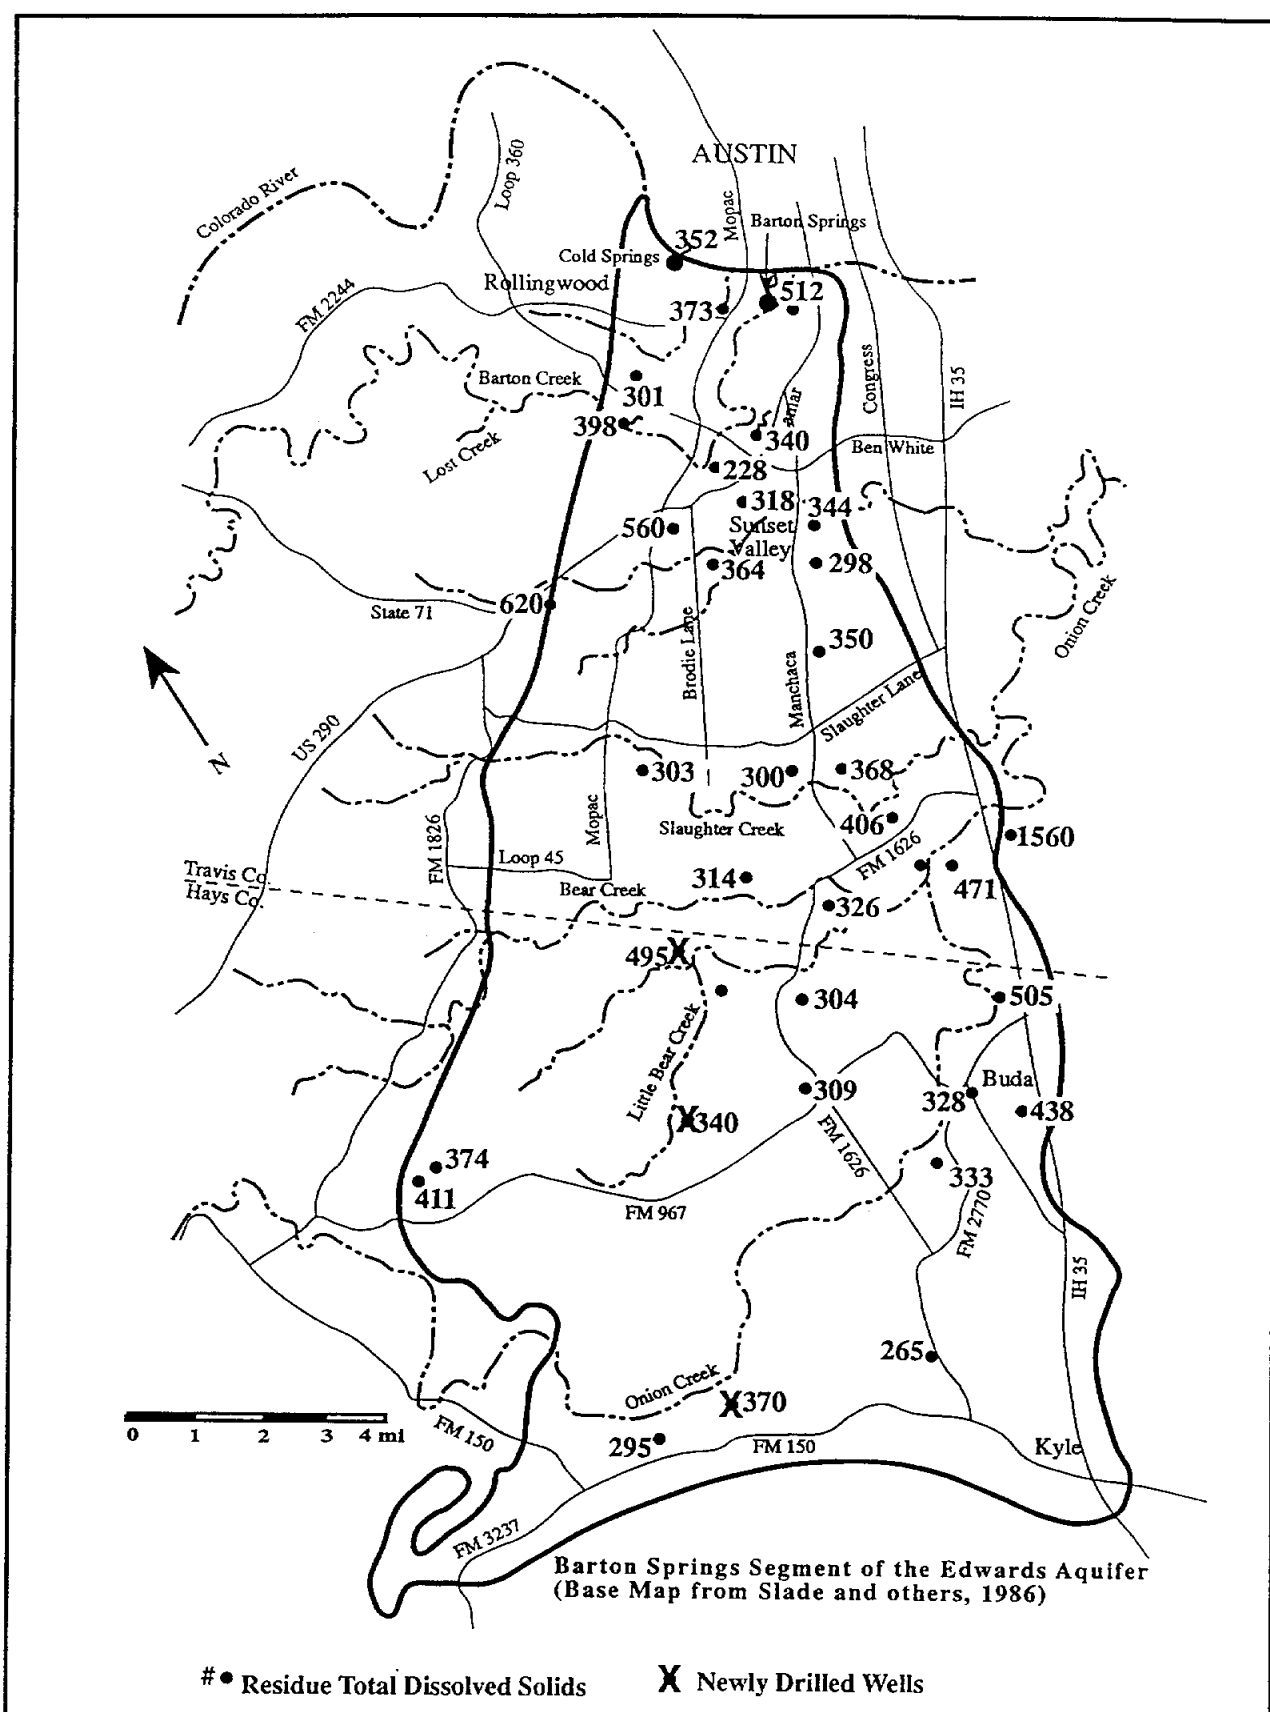 AUSTIN
Loop 360
Colorado River
Mopac
Barton Springs
352
Cold Springs
Rollingwood
512
373
FM 2244
Barton Creek
301
Congress
IH 35
398
Lost Creek
340
Ben White
228
318
344
560
Sunset
Valley
298
364
620
State 71
Onion Creek
350
Brodie Lane
Manchaca
Slaughter Lane
US 290
N
303
300
368
Mopac
Slaughter Creek
406
1560
FM 1826
Loop 45
FM 1626
Travis Co.
Hays Co.
314
471
Bear Creek
326
495
304
505
Little Bear Creek
Buda
309
328
438
340
FM 1626
374
333
411
FM 967
FM 2770
IH 35
265
Onion Creek
370
0 1 2 3 4 mi
FM 150
295
FM 150
Kyle
FM 3237
Barton Springs Segment of the Edwards Aquifer
(Base Map from Slade and others, 1986)
# ● Residue Total Dissolved Solids
X Newly Drilled Wells